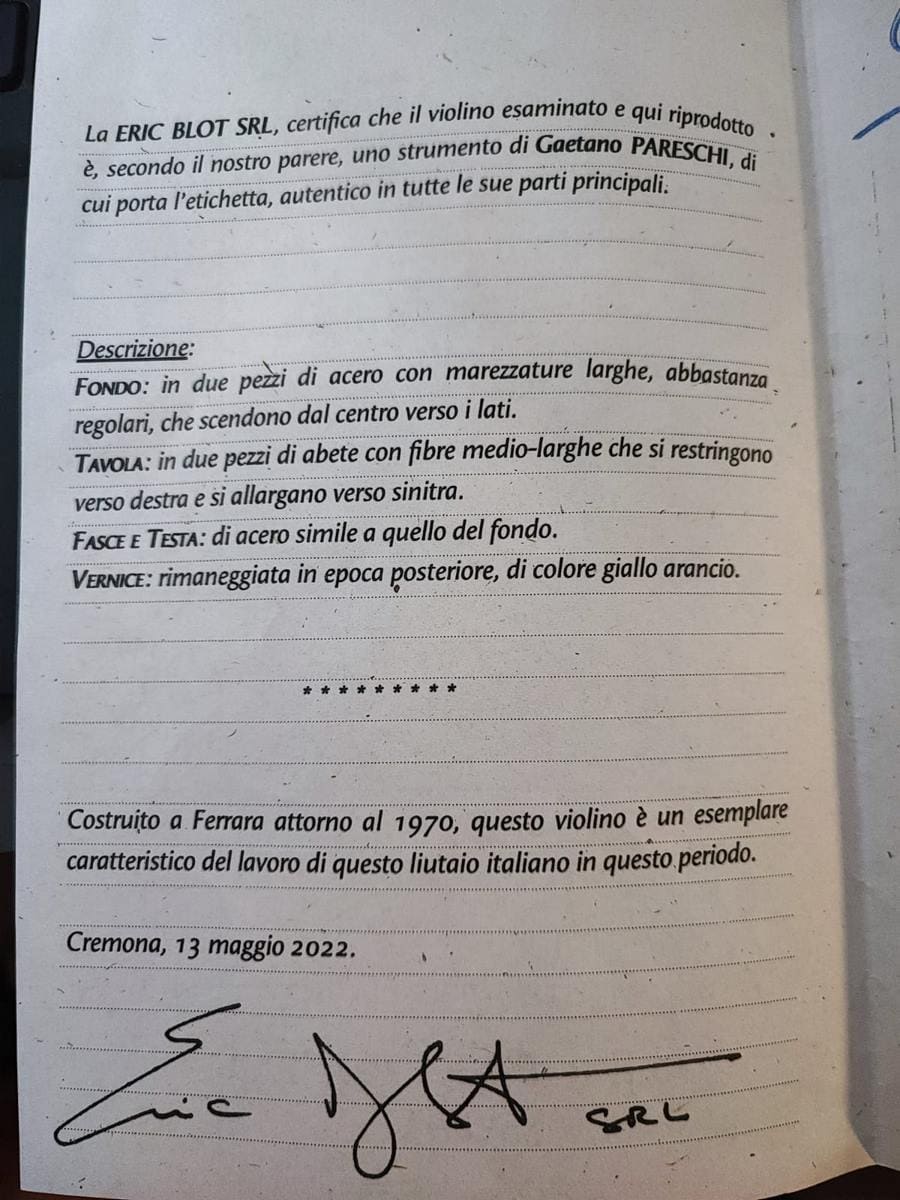 La ERIC BLOT SRL, certifica che il violino esaminato e qui riprodotto
è, secondo il nostro parere, uno strumento di Gaetano PARESCHI, di
cui porta l'etichetta, autentico in tutte le sue parti principali.
Descrizione:
FONDO: in due pezzi di acero con marezzature larghe, abbastanza
regolari, che scendono dal centro verso i lati.
TAVOLA: in due pezzi di abete con fibre medio-larghe che si restringono
verso destra e si allargano verso sinitra.
FASCE E TESTA: di acero simile a quello del fondo.
VERNICE: rimaneggiata in epoca posteriore, di colore giallo arancio.
* * * * * * * * *
Costruito a Ferrara attorno al 1970, questo violino è un esemplare
caratteristico del lavoro di questo liutaio italiano in questo periodo.
Cremona, 13 maggio 2022.
Eric Blot SRL